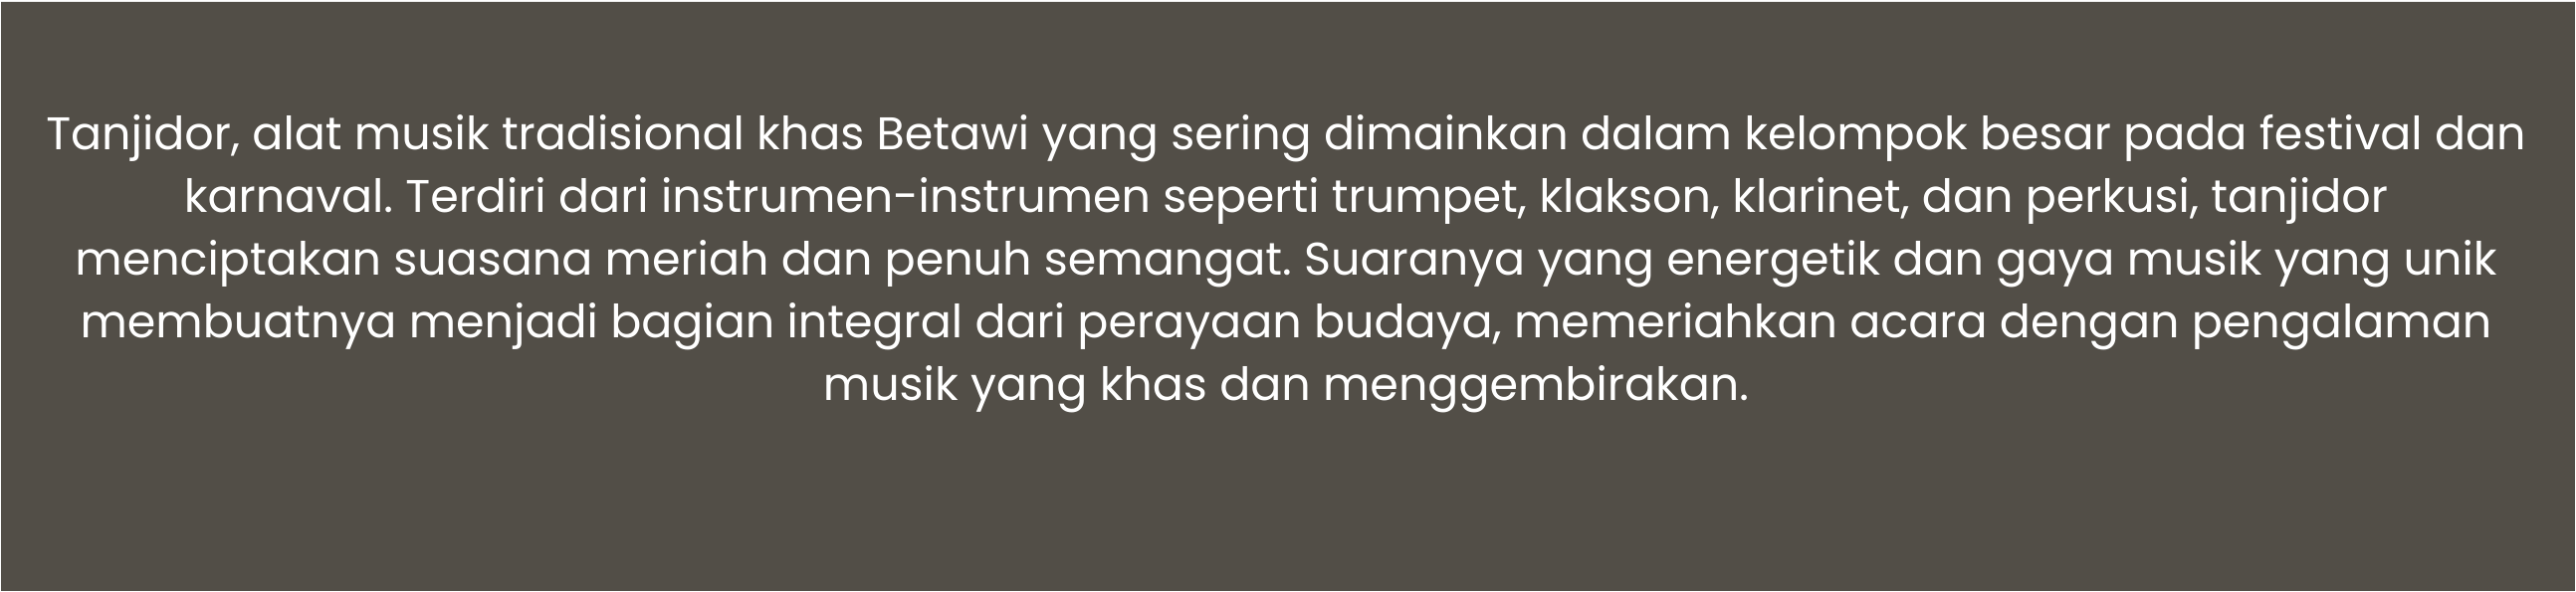 Tanjidor, alat musik tradisional khas Betawi yang sering dimainkan dalam kelompok besar pada festival dan
karnaval. Terdiri dari instrumen-instrumen seperti trumpet, klakson, klarinet, dan perkusi, tanjidor
menciptakan suasana meriah dan penuh semangat. Suaranya yang energetik dan gaya musik yang unik
membuatnya menjadi bagian integral dari perayaan budaya, memeriahkan acara dengan pengalaman
musik yang khas dan menggembirakan.